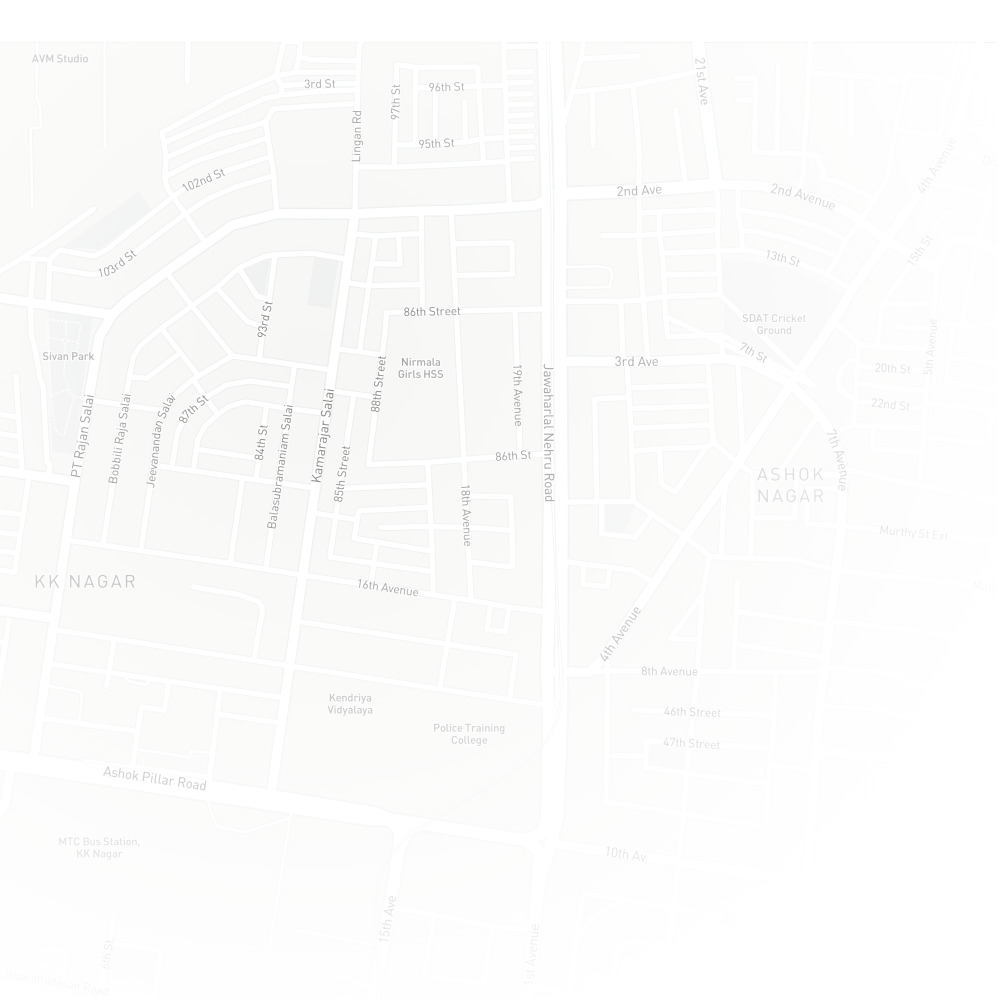 AVM Studio
21st Ave
3rd St
97th St
96th St
Lingan Rd
95th St
4th Avenue
102nd St
2nd Ave
2nd Avenue
15th St
103rd St
13th St
86th Street
93rd St
SDAT Cricket
Ground
5th Avenue
Sivan Park
Nirmala
Girls HSS
3rd Ave
7th St
20th St
88th Street
19th Avenue
Jawaharlal Nehru Road
22nd St
87th St
PT Rajan Salai
Bobbili Raja Salai
Jeevanandan Salai
84th St
Balasubramaniam Salai
Kamarajar Salai
85th Street
86th St
7th Avenue
ASHOK
NAGAR
18th Avenue
Murthy St Ext
KK NAGAR
16th Avenue
4th Avenue
8th Avenue
Kendriya
Vidyalaya
46th Street
Police Training
College
47th Street
Ashok Pillar Road
MTC Bus Station,
KK Nagar
10th Av
15th Ave
1st Avenue